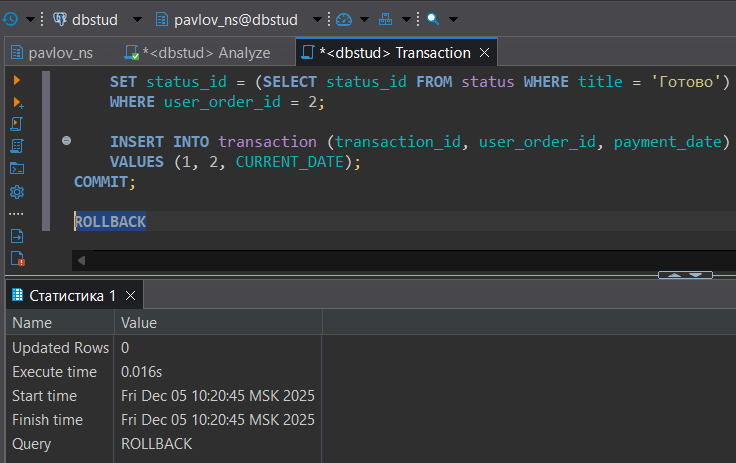 dbstud pavlov_ns@dbstud
pavlov_ns *<dbstud> Analyze *<dbstud> Transaction
SET status_id = (SELECT status_id FROM status WHERE title = 'Готово')
WHERE user_order_id = 2;
INSERT INTO transaction (transaction_id, user_order_id, payment_date)
VALUES (1, 2, CURRENT_DATE);
COMMIT;
ROLLBACK
Статистика 1
Name Value
Updated Rows 0
Execute time 0.016s
Start time Fri Dec 05 10:20:45 MSK 2025
Finish time Fri Dec 05 10:20:45 MSK 2025
Query ROLLBACK